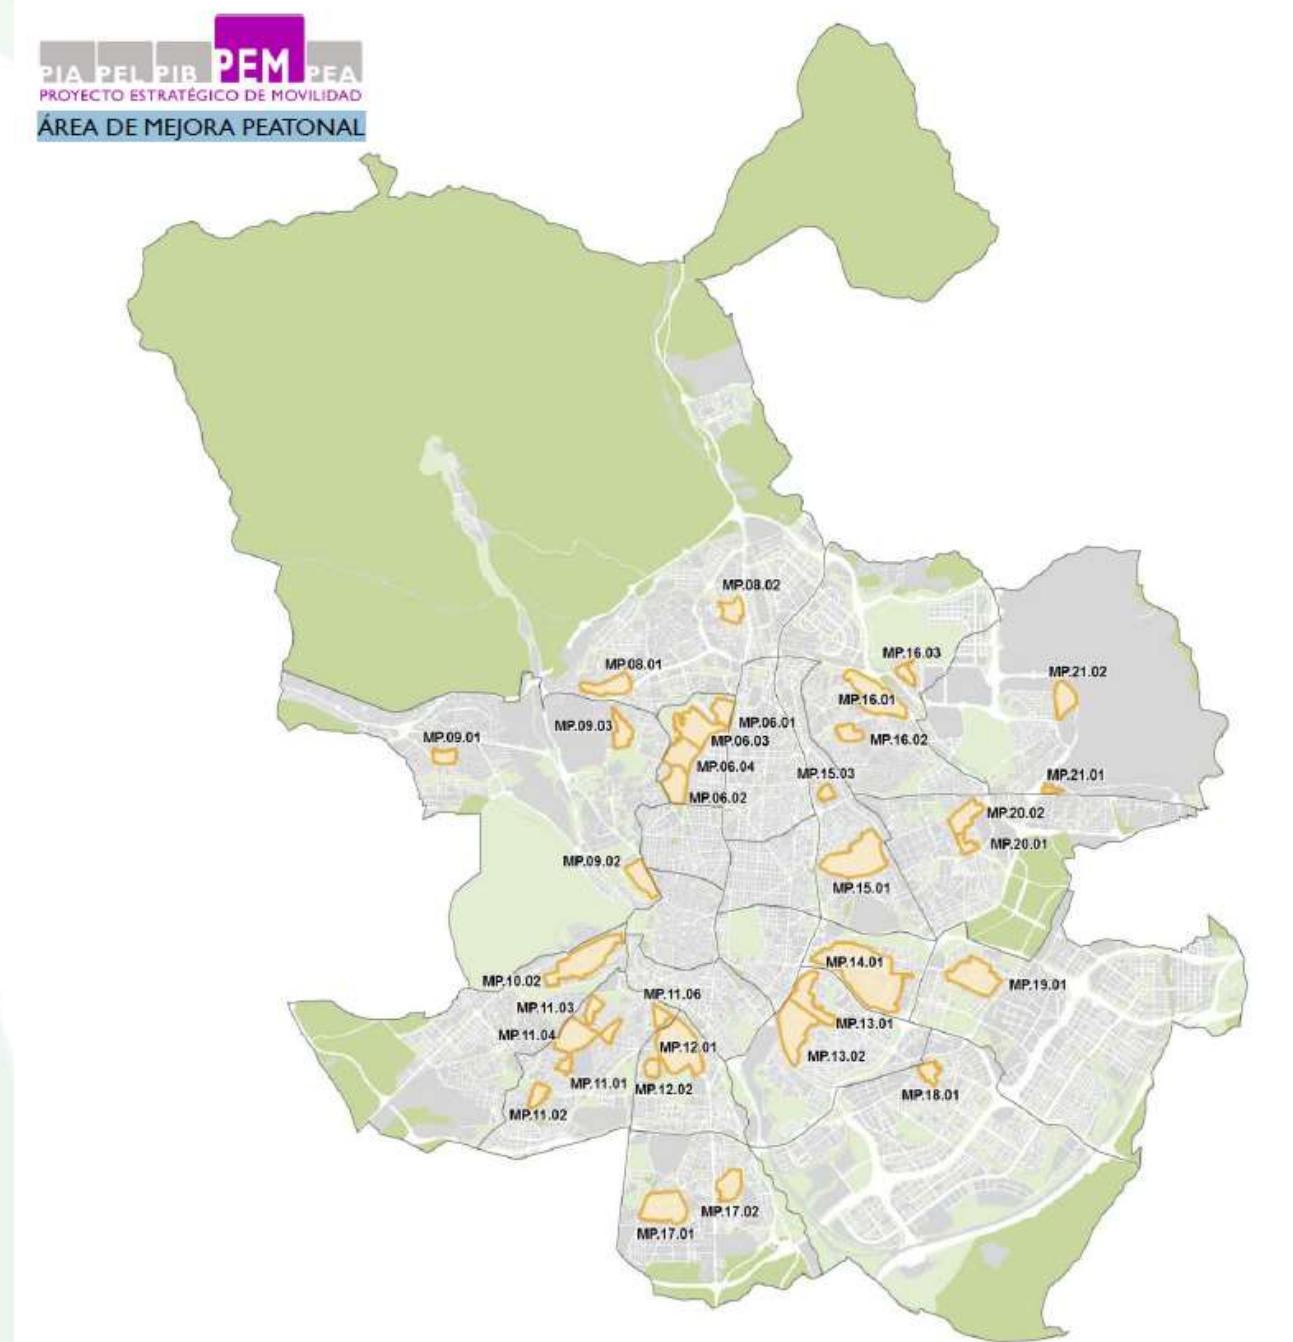 PIA PEL PIB PEM PEA
PROYECTO ESTRATÉGICO DE MOVILIDAD
ÁREA DE MEJORA PEATONAL
MP.08.02
MP.16.03
MP.08.01
MP.21.02
MP.16.01
MP.09.03
MP.06.01
MP.09.01
MP.06.03
MP.16.02
MP.06.04
MP.15.03
MP.21.01
MP.06.02
MP.20.02
MP.20.01
MP.09.02
MP.15.01
MP.14.01
MP.10.02
MP.19.01
MP.11.06
MP.11.03
MP.13.01
MP.11.04
MP.12.01
MP.13.02
MP.11.01
MP.12.02
MP.18.01
MP.11.02
MP.17.02
MP.17.01